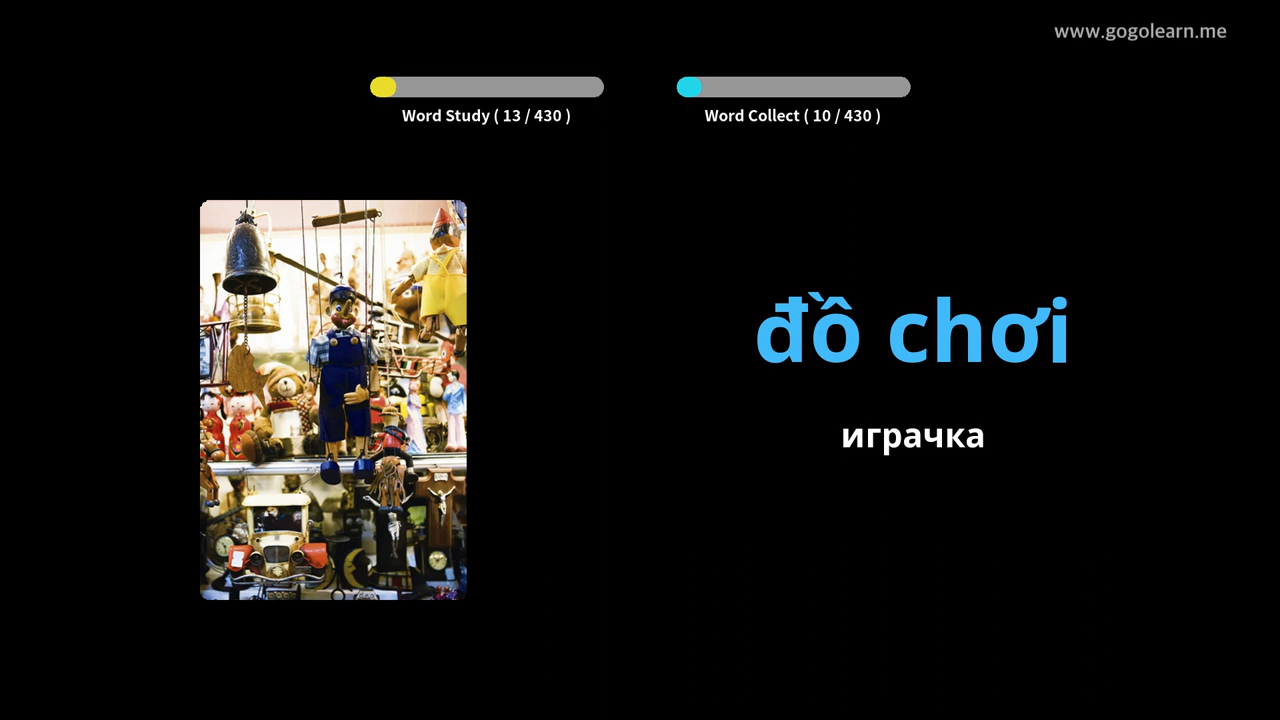 www.gogolearn.me
Word Study ( 13 / 430 )
Word Collect ( 10 / 430 )
đồ chơi
играчка